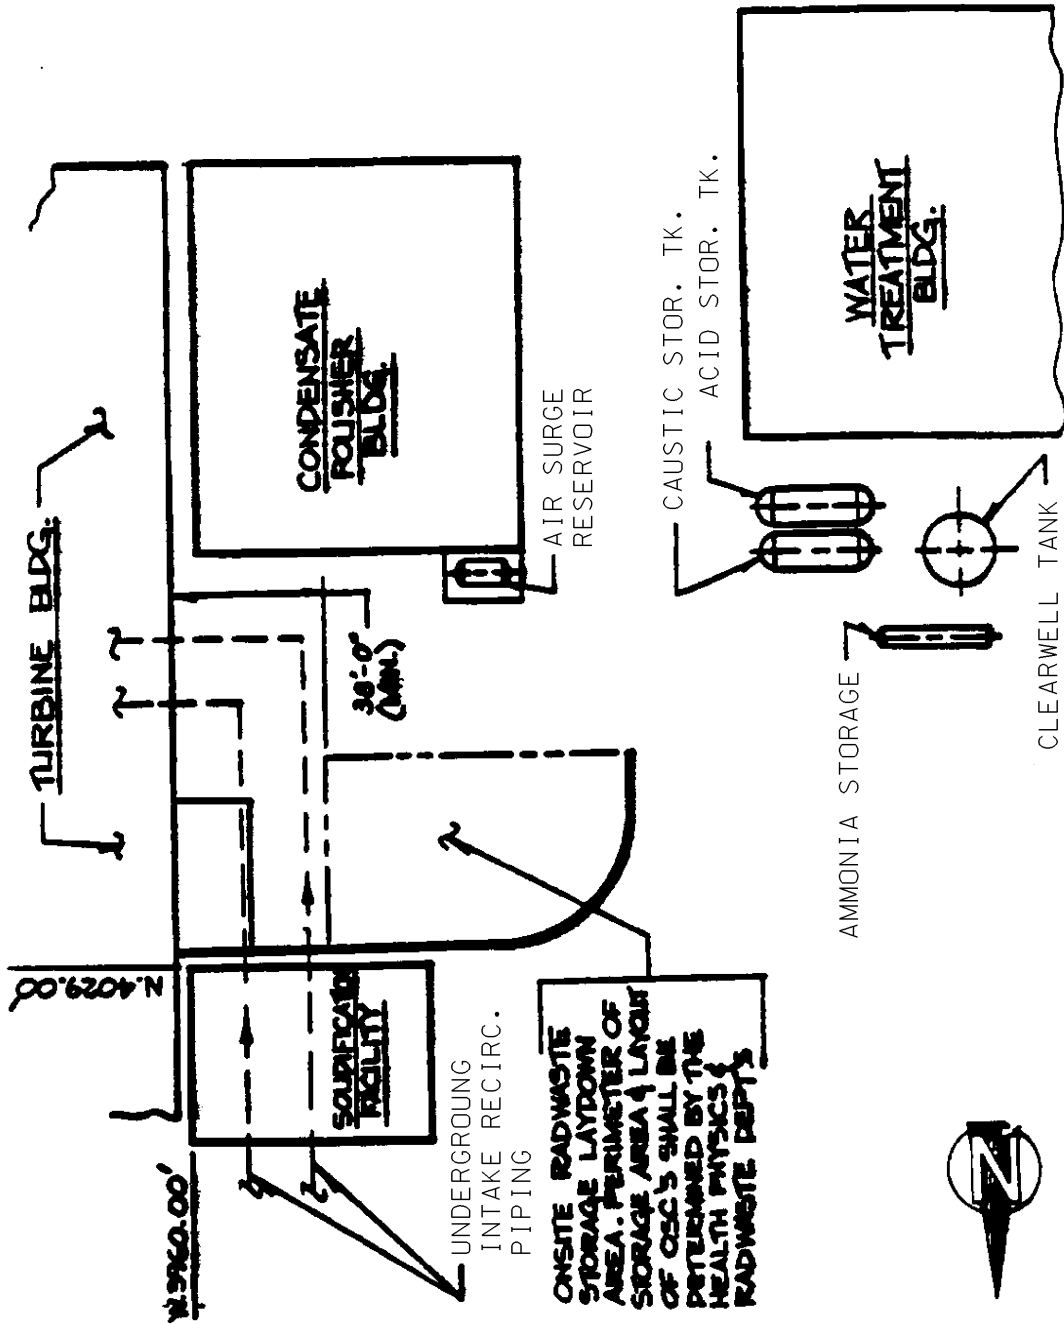 TURBINE BLDG.
CONDENSATE
POLISHER
BLDG.
AIR SURGE
RESERVOIR
38'-0"
(MIN.)
N.4029.00
W.3960.00'
SOLIDIFICATION
FACILITY
UNDERGROUNG
INTAKE RECIRC.
PIPING
ONSITE RADWASTE
STORAGE LAYDOWN
AREA. PERIMETER OF
STORAGE AREA & LAYOUT
OF OSC'S SHALL BE
DETERMINED BY THE
HEALTH PHYSICS &
RADWASTE DEPT'S
CAUSTIC STOR. TK.
ACID STOR. TK.
WATER
TREATMENT
BLDG.
AMMONIA STORAGE
CLEARWELL TANK
N